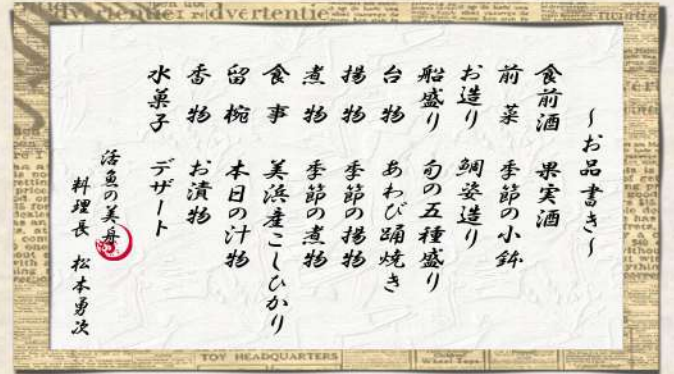 ～お品書き～
食前酒　果実酒
前　菜　季節の小鉢
お造り　鯛姿造り
船盛り　旬の五種盛り
台　物　あわび踊焼き
揚　物　季節の揚物
煮　物　季節の煮物
食　事　美浜産こしひかり
留　椀　本日の汁物
香　物　お漬物
水菓子　デザート
活魚の美舟
料理長　松本勇次
TOY HEADQUARTERS